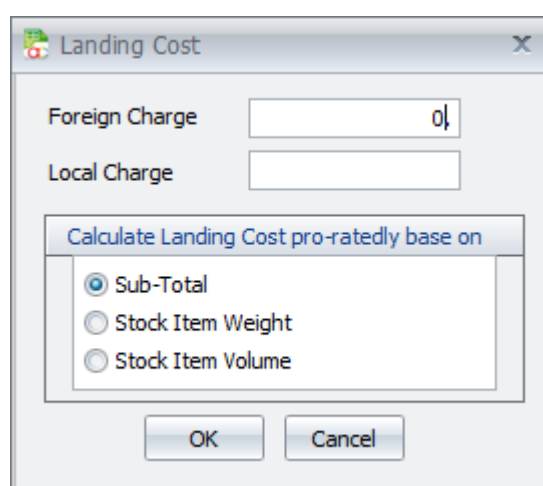 Landing Cost
Foreign Charge 0.
Local Charge
Calculate Landing Cost pro-ratedly base on
Sub-Total
Stock Item Weight
Stock Item Volume
OK Cancel